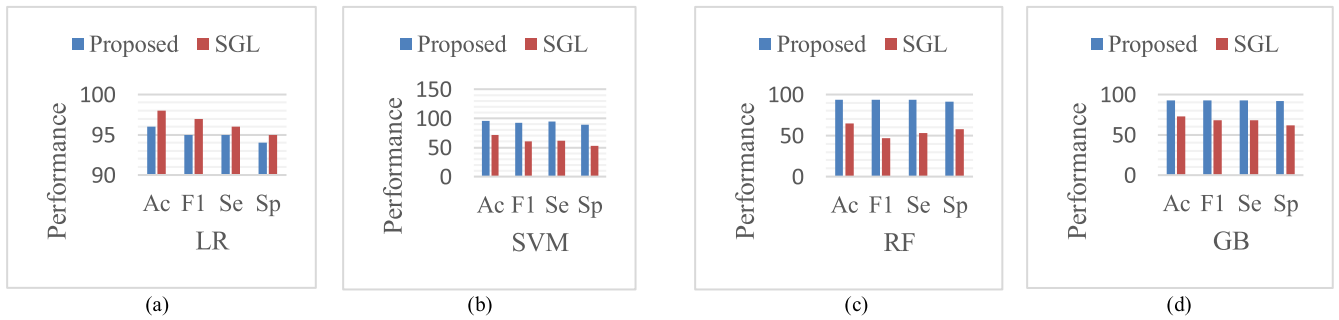 Proposed SGL
Performance
100
95
90
Ac F1 Se Sp
LR
(a)
Proposed SGL
Performance
150
100
50
0
Ac F1 Se Sp
SVM
(b)
Proposed SGL
Performance
100
50
0
Ac F1 Se Sp
RF
(c)
Proposed SGL
Performance
100
50
0
Ac F1 Se Sp
GB
(d)